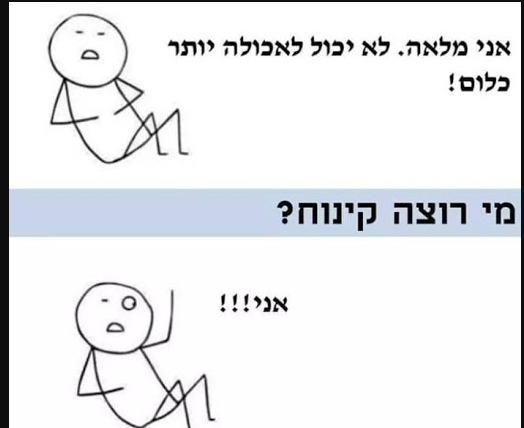 אני מלאה. לא יכול לאכולה יותר
כלום!
מי רוצה קינוח?
אני!!!